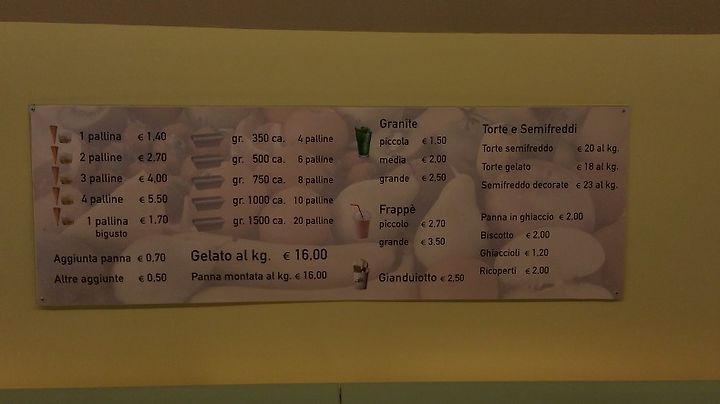 1 pallina € 1,40
2 palline € 2.70
3 palline € 4,00
4 palline € 5.50
1 pallina € 1.70
bigusto
Aggiunta panna € 0,70
Altre aggiunte € 0,50
gr. 350 ca. 4 palline
gr. 500 ca. 6 palline
gr. 750 ca. 8 palline
gr. 1000 ca. 10 palline
gr. 1500 ca. 20 palline
Gelato al kg. € 16,00
Panna montata al kg. € 16,00
Granite
piccola € 1.50
media € 2.00
grande € 2.50
Frappè
piccolo € 2,70
grande € 3.50
Gianduiotto € 2,50
Torte e Semifreddi
Torte semifreddo € 20 al kg.
Torte gelato € 18 al kg.
Semifreddo decorate € 23 al kg.
Panna in ghiaccio € 2.00
Biscotto € 2.00
Ghiaccioli € 1,20
Ricoperti € 2.00